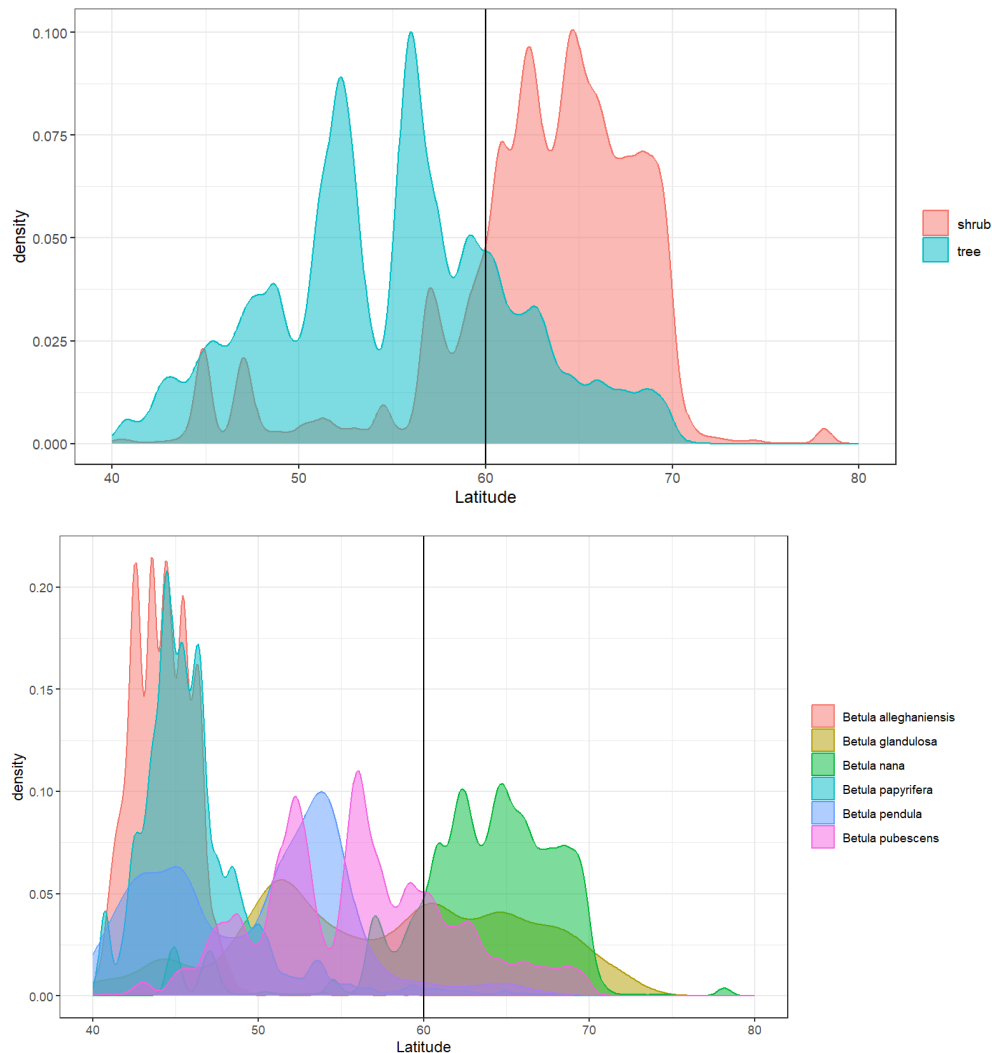 0.100
0.075
0.050
0.025
0.000
density
40 50 60 70 80
Latitude
shrub
tree
0.20
0.15
0.10
0.05
0.00
density
40 50 60 70 80
Latitude
Betula alleghaniensis
Betula glandulosa
Betula nana
Betula papyrifera
Betula pendula
Betula pubescens